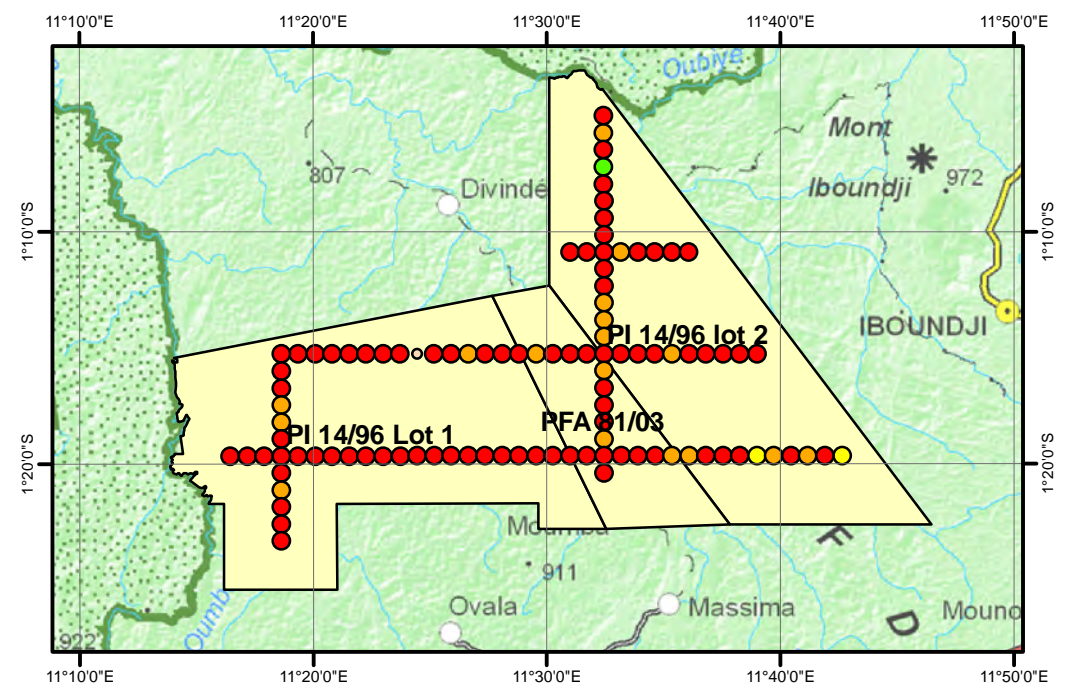 11°10'0"E 11°20'0"E 11°30'0"E 11°40'0"E 11°50'0"E
Oubiye
Mont
807
972
Divindé
Iboundji
1°10'0"S 1°10'0"S
IBOUNDJI
PI 14/96 lot 2
PFA 31/03
PI 14/96 Lot 1
1°20'0"S 1°20'0"S
Moumba
F
911
Ovala
Massima
Mouno
Oumb
D
922
11°10'0"E 11°20'0"E 11°30'0"E 11°40'0"E 11°50'0"E